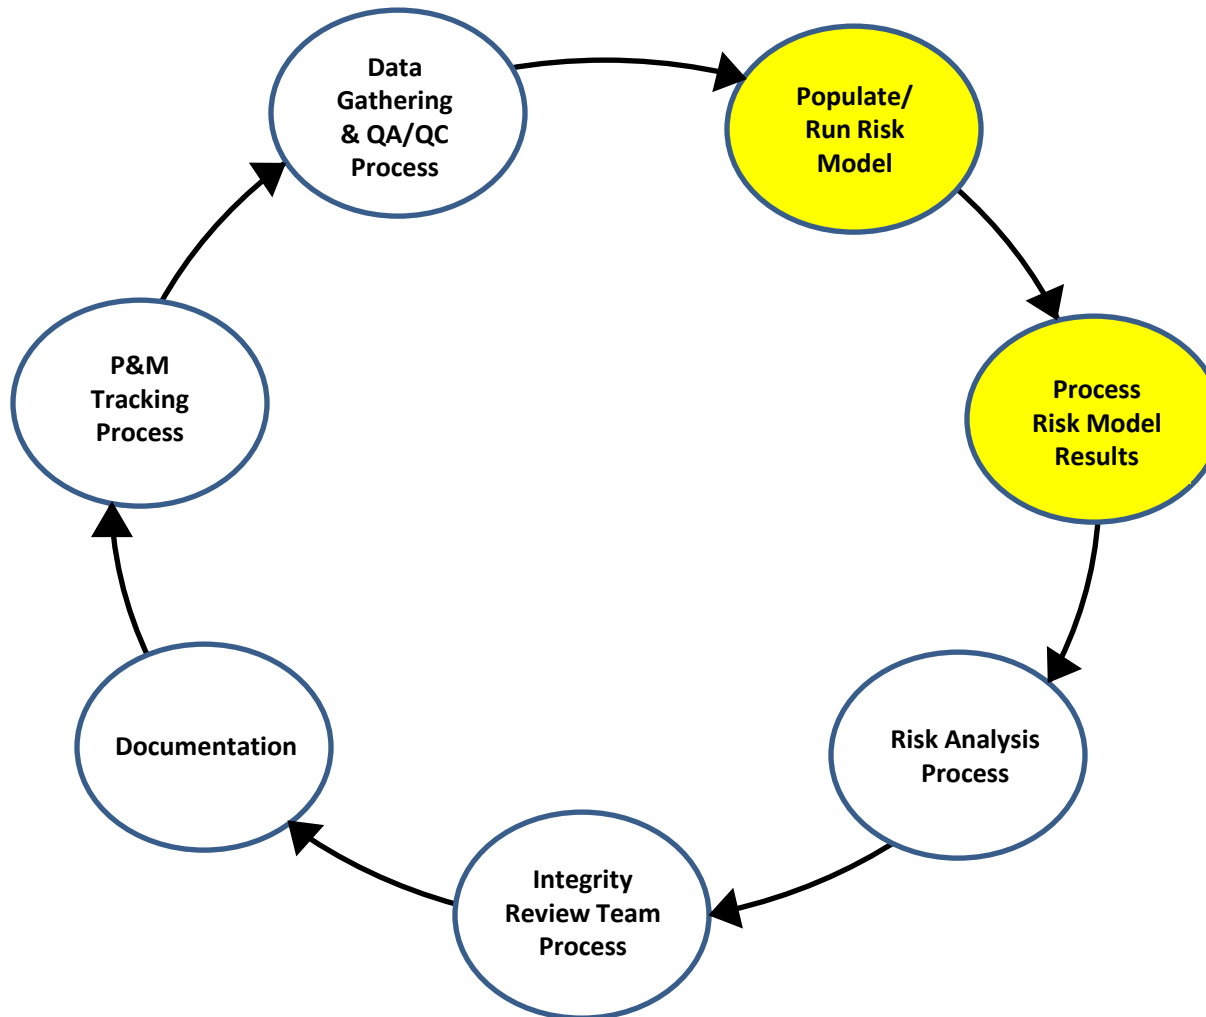 Data
Gathering
& QA/QC
Process
Populate/
Run Risk
Model
Process
Risk Model
Results
Risk Analysis
Process
Integrity
Review Team
Process
Documentation
P&M
Tracking
Process